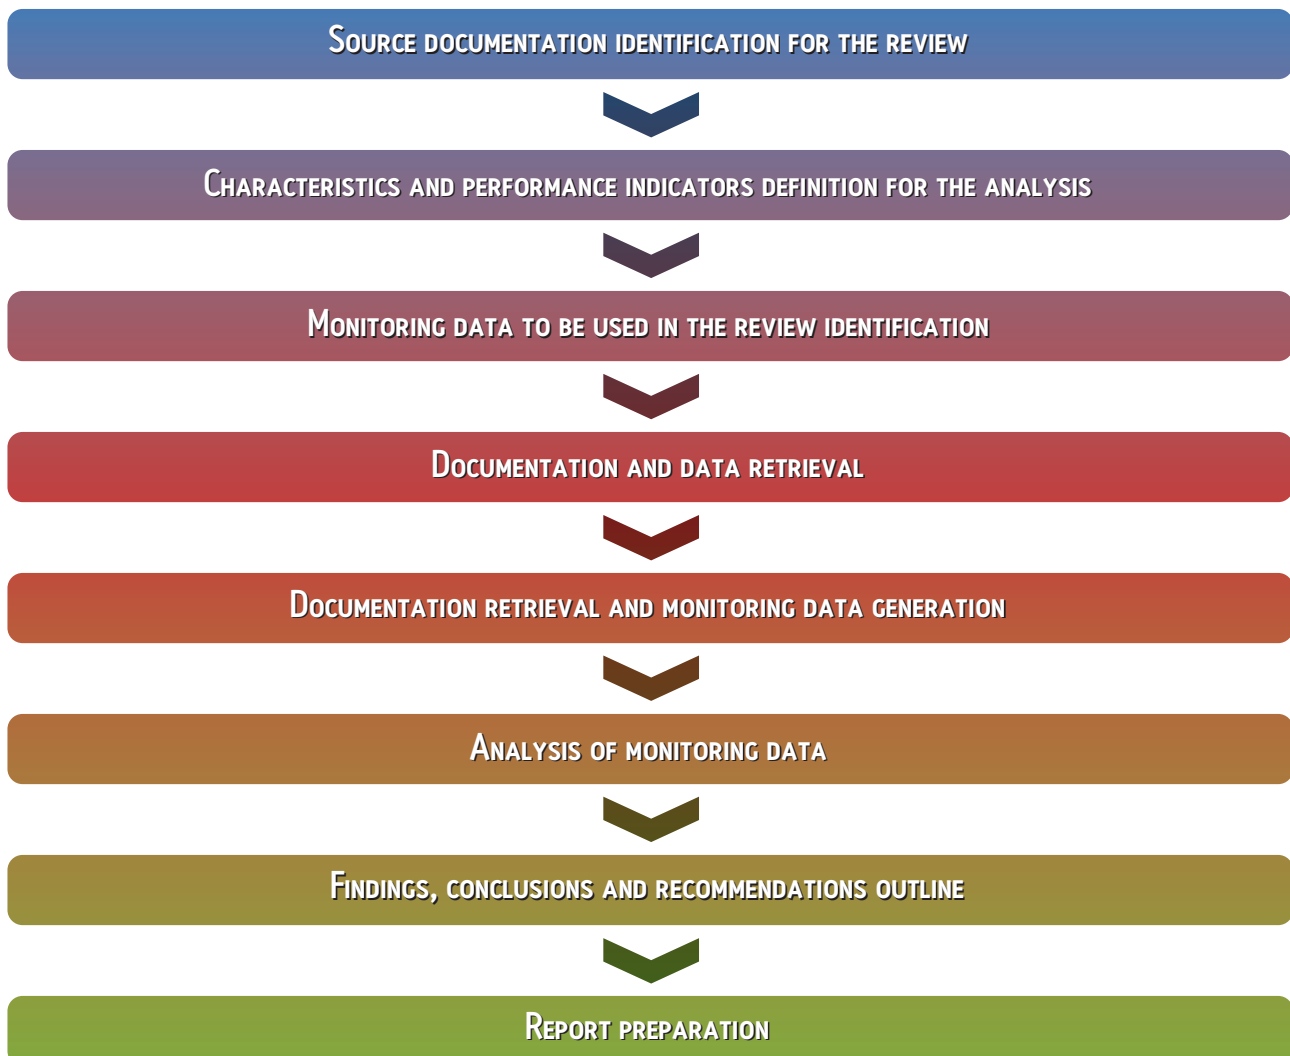 Source documentation identification for the review
Characteristics and performance indicators definition for the analysis
Monitoring data to be used in the review identification
Documentation and data retrieval
Documentation retrieval and monitoring data generation
Analysis of monitoring data
Findings, conclusions and recommendations outline
Report preparation